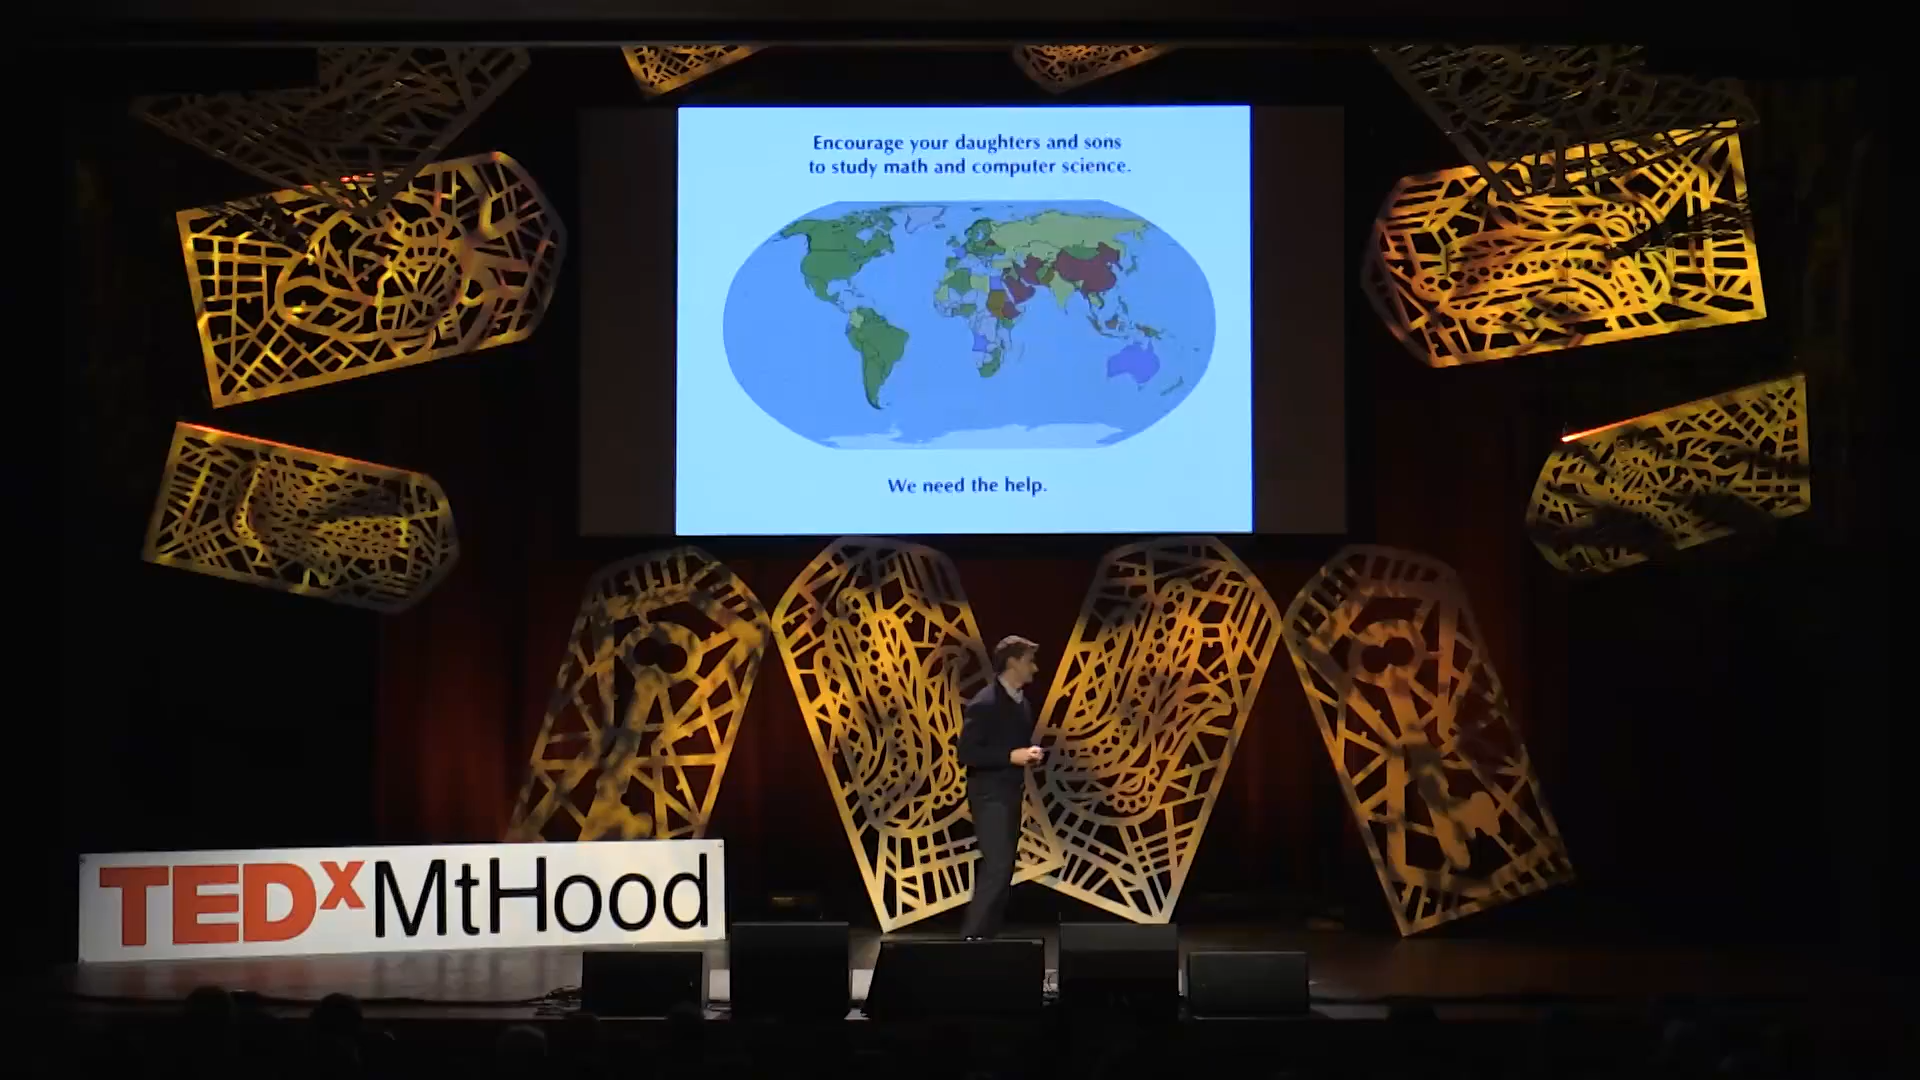 Encourage your daughters and sons
to study math and computer science.
We need the help.
TEDxMtHood